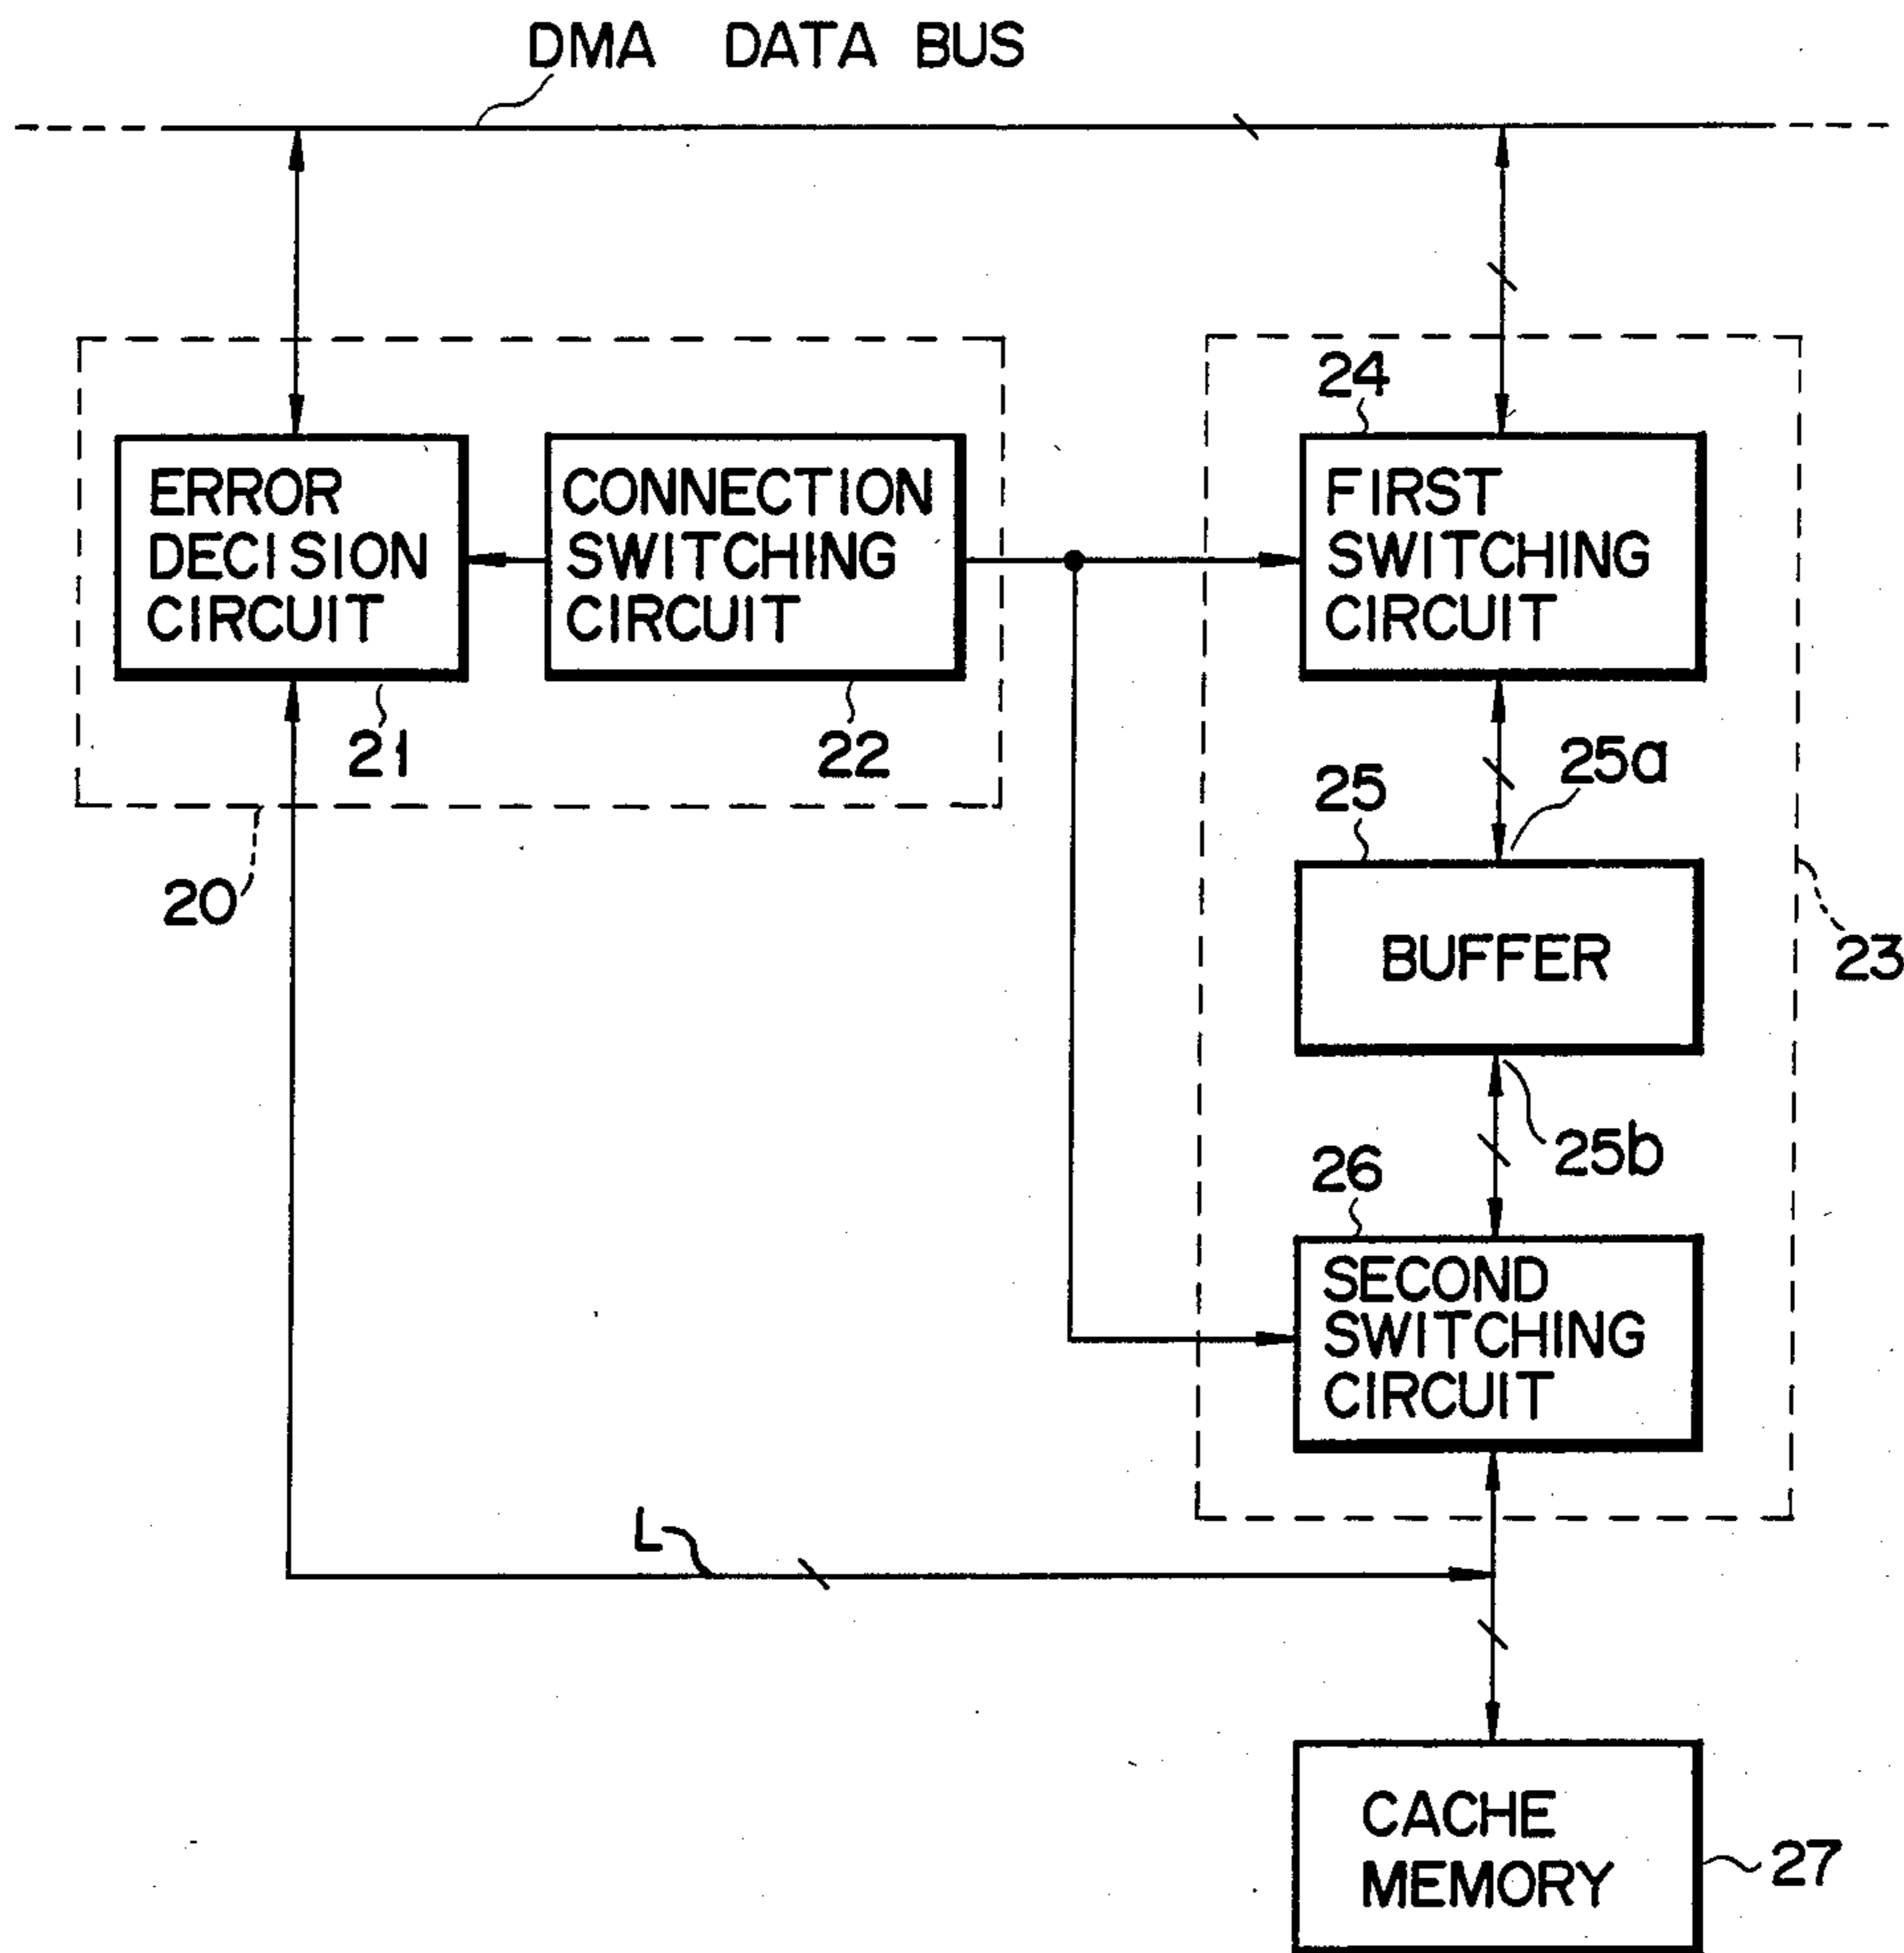 DMA DATA BUS
24
ERROR
DECISION
CIRCUIT
CONNECTION
SWITCHING
CIRCUIT
FIRST
SWITCHING
CIRCUIT
21
22
25
25a
20
BUFFER
23
25b
26
SECOND
SWITCHING
CIRCUIT
L
CACHE
MEMORY
27